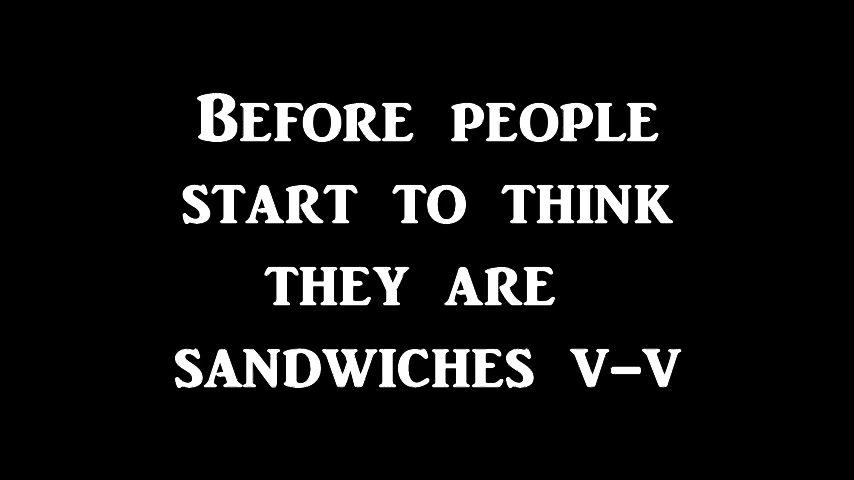 Before people
start to think
they are
sandwiches v-v